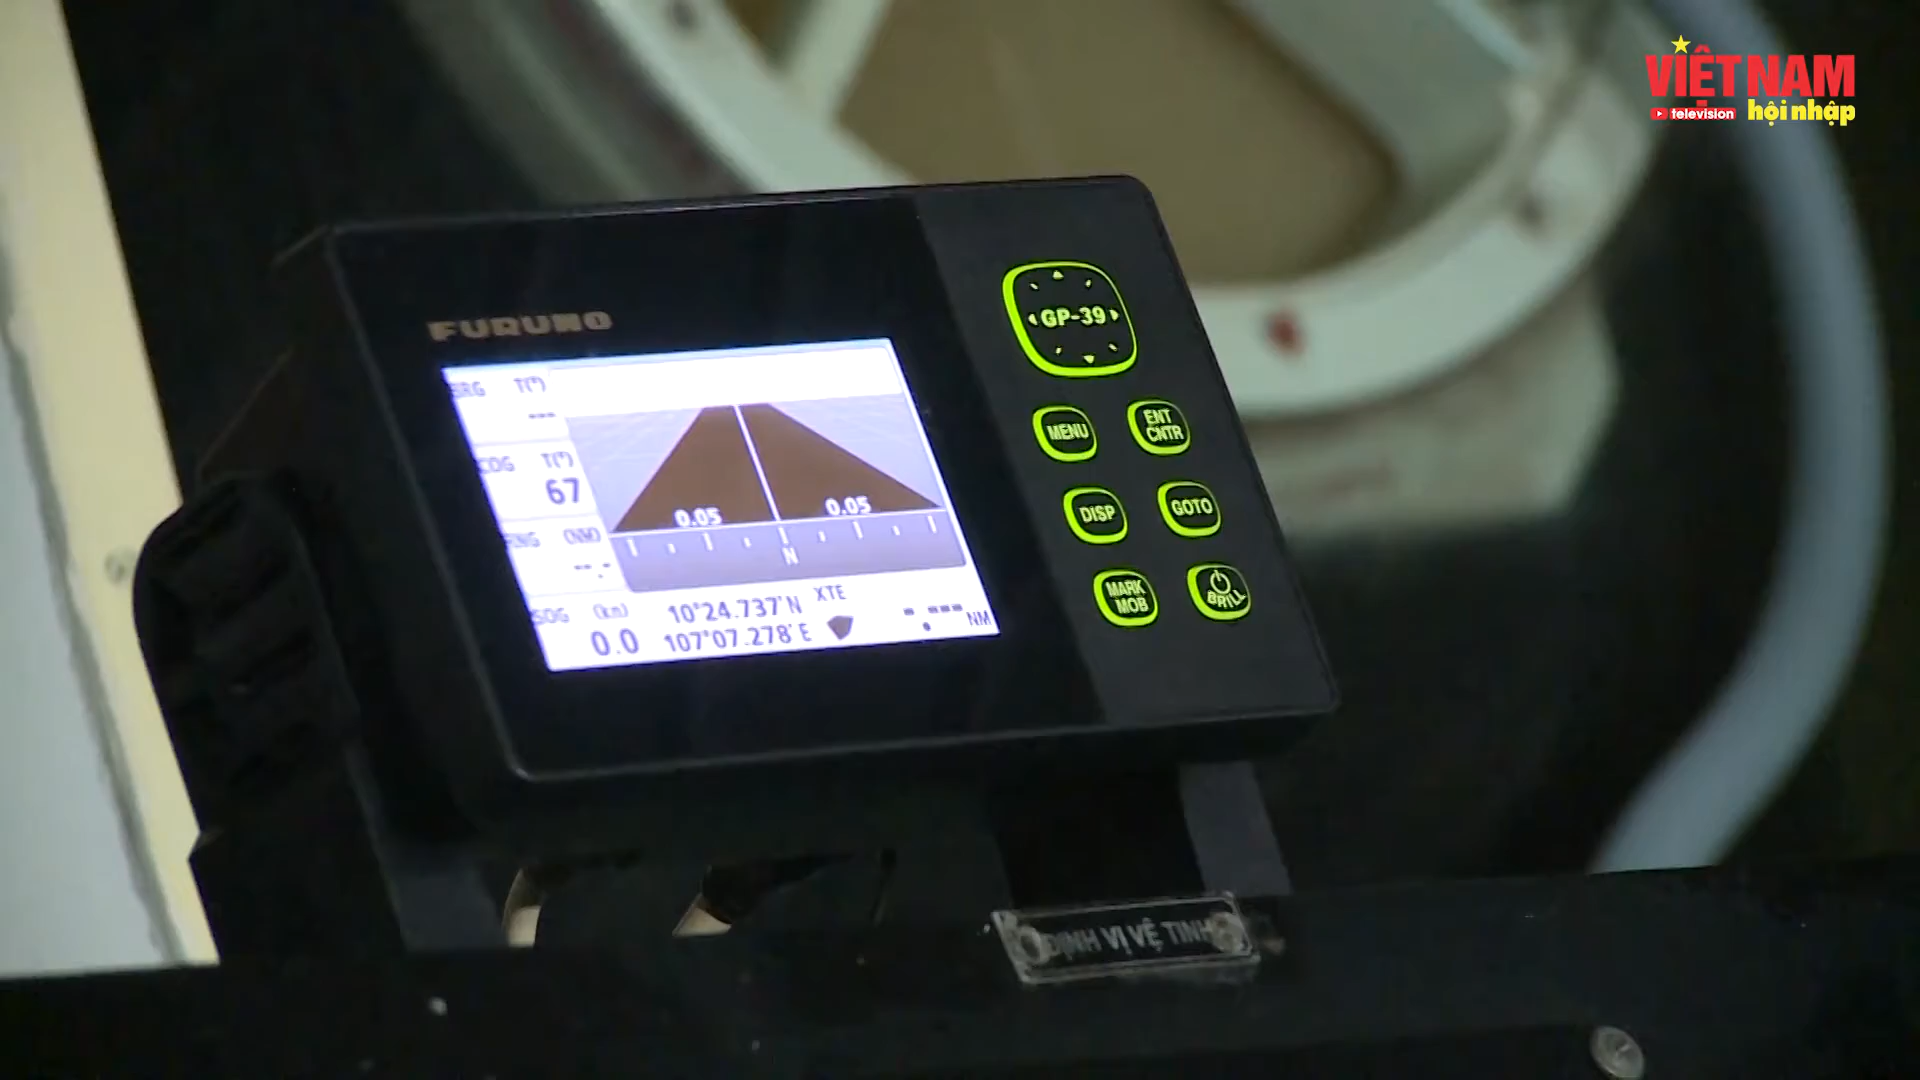 VIỆT NAM
television hội nhập
FURUNO
GP-39
MENU
ENT
CNTR
DISP
GOTO
MARK
MOB
BRILL
BRG T(°)
---
COG T(°)
67
0.05 0.05
RNG (NM)
--.-
N
SOG (kn)
0.0
10°24.737'N
107°07.278'E
XTE
-.--- NM
ĐỊNH VỊ VỆ TINH